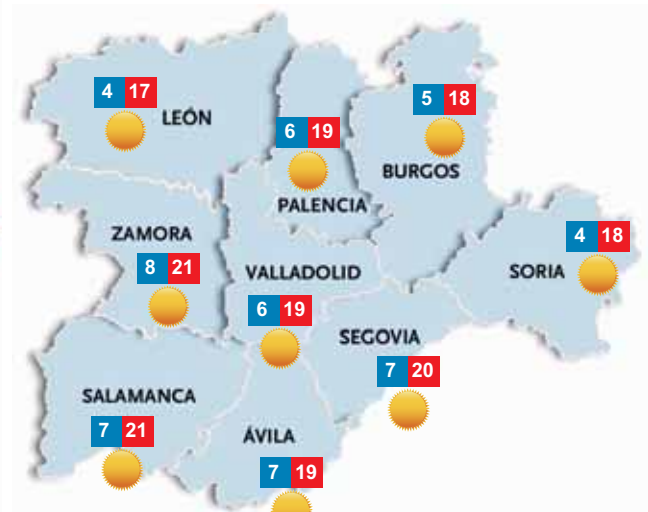 4 17
LEÓN
5 18
BURGOS
6 19
PALENCIA
ZAMORA
8 21
VALLADOLID
6 19
4 18
SORIA
SEGOVIA
7 20
SALAMANCA
7 21
ÁVILA
7 19